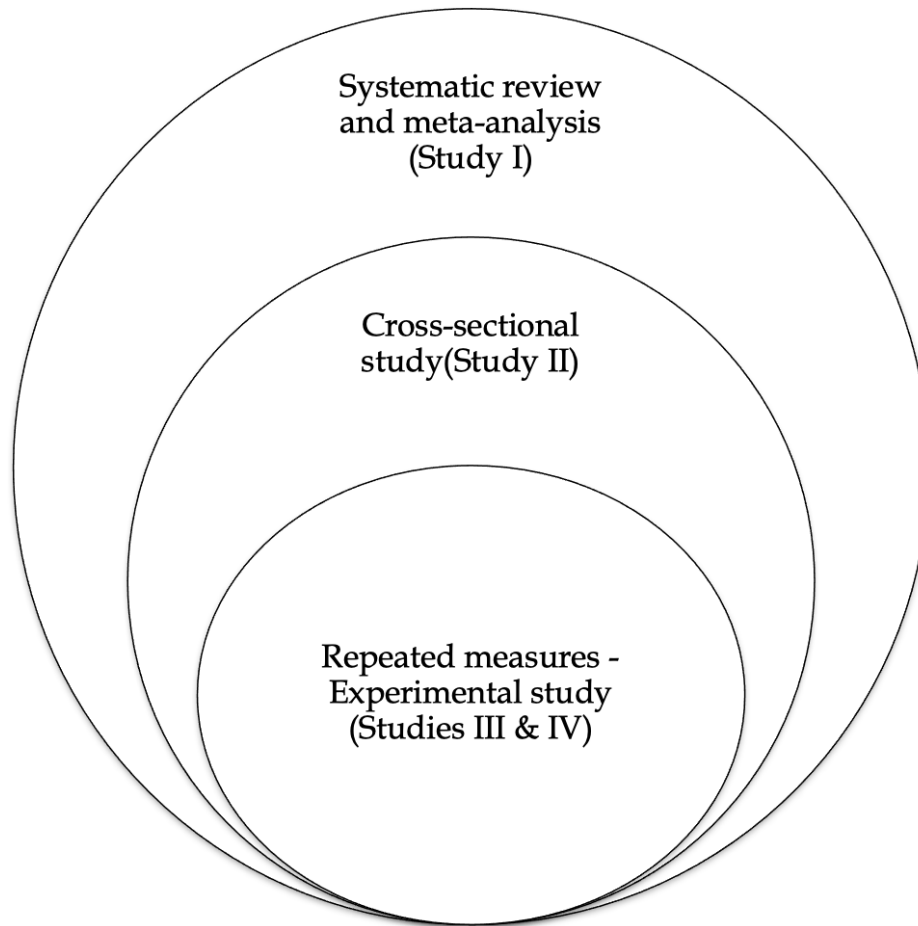 Systematic review
and meta-analysis
(Study I)
Cross-sectional
study(Study II)
Repeated measures -
Experimental study
(Studies III & IV)